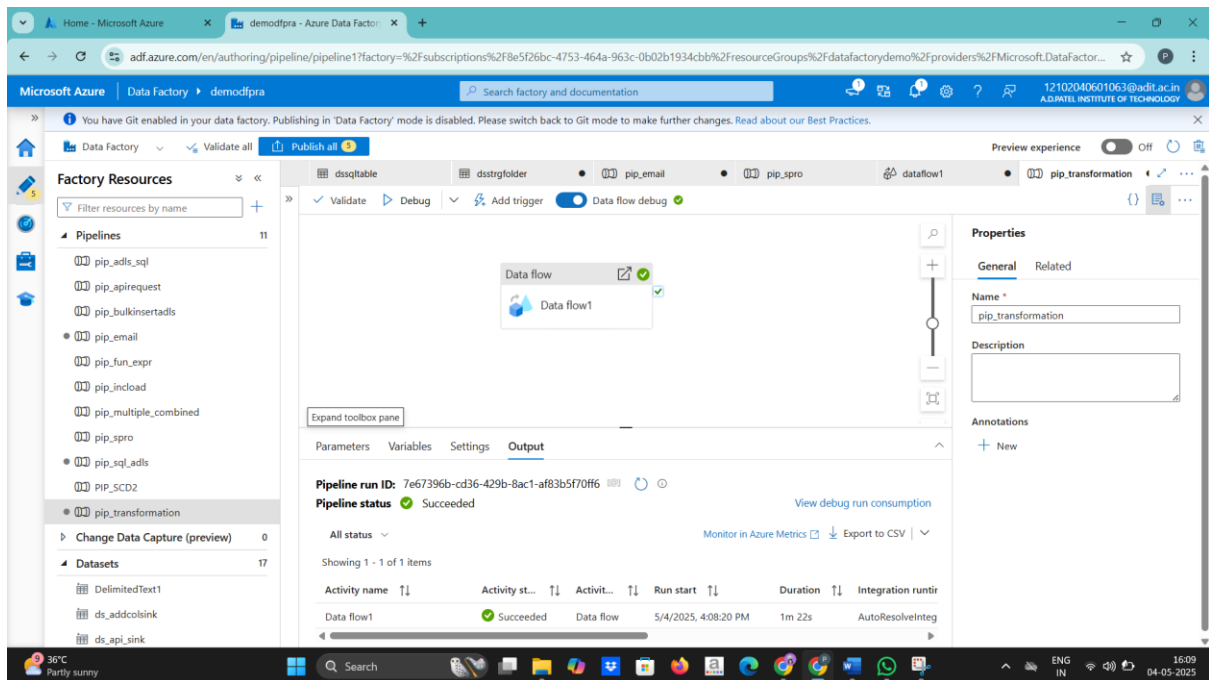 Home - Microsoft Azure
demodfpra - Azure Data Factory
adf.azure.com/en/authoring/pipeline/pipeline1?factory=%2Fsubscriptions%2F8e5f26bc-4753-464a-963c-0b02b1934cbb%2FresourceGroups%2Fdatafactorydemo%2Fproviders%2FMicrosoft.DataFactor...
P
Microsoft Azure
Data Factory
demodfpra
Search factory and documentation
1
1
12102040601063@adit.ac.in
A.D.PATEL INSTITUTE OF TECHNOLOGY
You have Git enabled in your data factory. Publishing in 'Data Factory' mode is disabled. Please switch back to Git mode to make further changes. Read about our Best Practices.
Data Factory
Validate all
Publish all 5
Preview experience
Off
5
Factory Resources
Filter resources by name
Pipelines 11
pip_adls_sql
pip_apirequest
pip_bulkinsertadls
pip_email
pip_fun_expr
pip_incload
pip_multiple_combined
pip_spro
pip_sql_adls
PIP_SCD2
pip_transformation
Change Data Capture (preview) 0
Datasets 17
DelimitedText1
ds_addcolsink
ds_api_sink
dssqltable
dsstrgfolder
pip_email
pip_spro
dataflow1
pip_transformation
Validate
Debug
Add trigger
Data flow debug
Data flow
Data flow1
Expand toolbox pane
Parameters Variables Settings Output
Pipeline run ID: 7e67396b-cd36-429b-8ac1-af83b5f70ff6
Pipeline status Succeeded
View debug run consumption
All status
Monitor in Azure Metrics
Export to CSV
Showing 1 - 1 of 1 items
Activity name Activity st... Activit... Run start Duration Integration runtir
Data flow1 Succeeded Data flow 5/4/2025, 4:08:20 PM 1m 22s AutoResolveInteg
Properties
General Related
Name *
pip_transformation
Description
Annotations
New
9
36°C
Partly sunny
Search
ENG
IN
16:09
04-05-2025